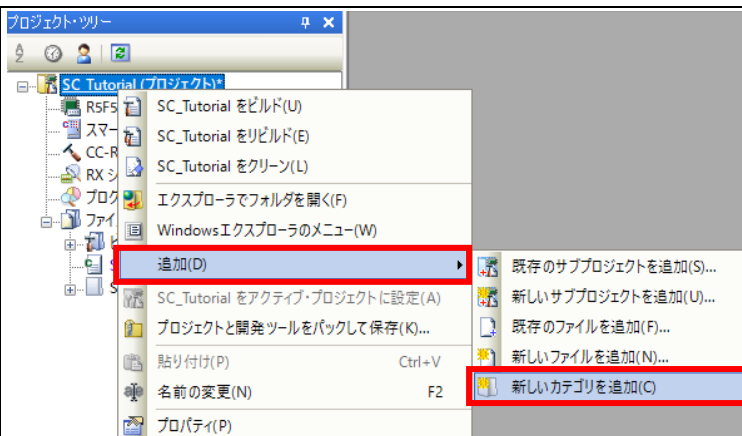 プロジェクト・ツリー
SC_Tutorial (プロジェクト)*
R5F5
スマー
CC-R
RX シ
プログ
ファイ
SC_Tutorial をビルド(U)
SC_Tutorial をリビルド(E)
SC_Tutorial をクリーン(L)
エクスプローラでフォルダを開く(F)
Windowsエクスプローラのメニュー(W)
追加(D)
SC_Tutorial をアクティブ・プロジェクトに設定(A)
プロジェクトと開発ツールをパックして保存(K)...
貼り付け(P) Ctrl+V
名前の変更(N) F2
プロパティ(P)
既存のサブプロジェクトを追加(S)...
新しいサブプロジェクトを追加(U)...
既存のファイルを追加(F)...
新しいファイルを追加(N)...
新しいカテゴリを追加(C)